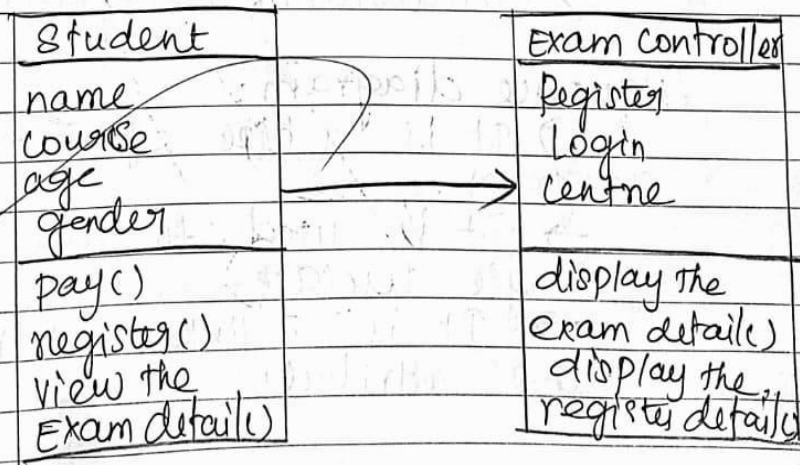 Student
name
course
age
gender
pay()
register()
view the
Exam detail()
Exam controller
Register
Login
centre
display the
exam detail()
display the
register detail()